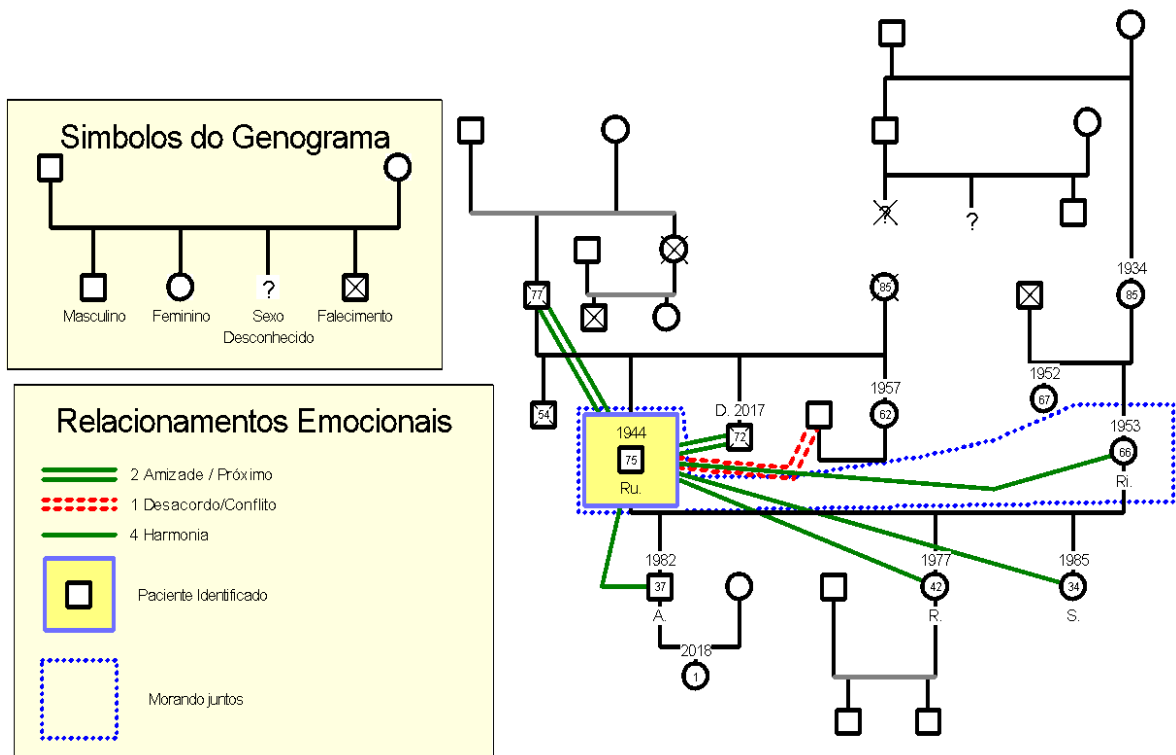 Simbolos do Genograma
Masculino
Feminino
?
Sexo
Desconhecido
Falecimento
Relacionamentos Emocionais
2 Amizade / Próximo
1 Desacordo/Conflito
4 Harmonia
Paciente Identificado
Morando juntos
?
?
1934
85
77
85
54
1944
75
Ru.
D. 2017
72
1957
62
1952
67
1953
66
Ri.
1982
37
A.
1977
42
R.
1985
34
S.
2018
1